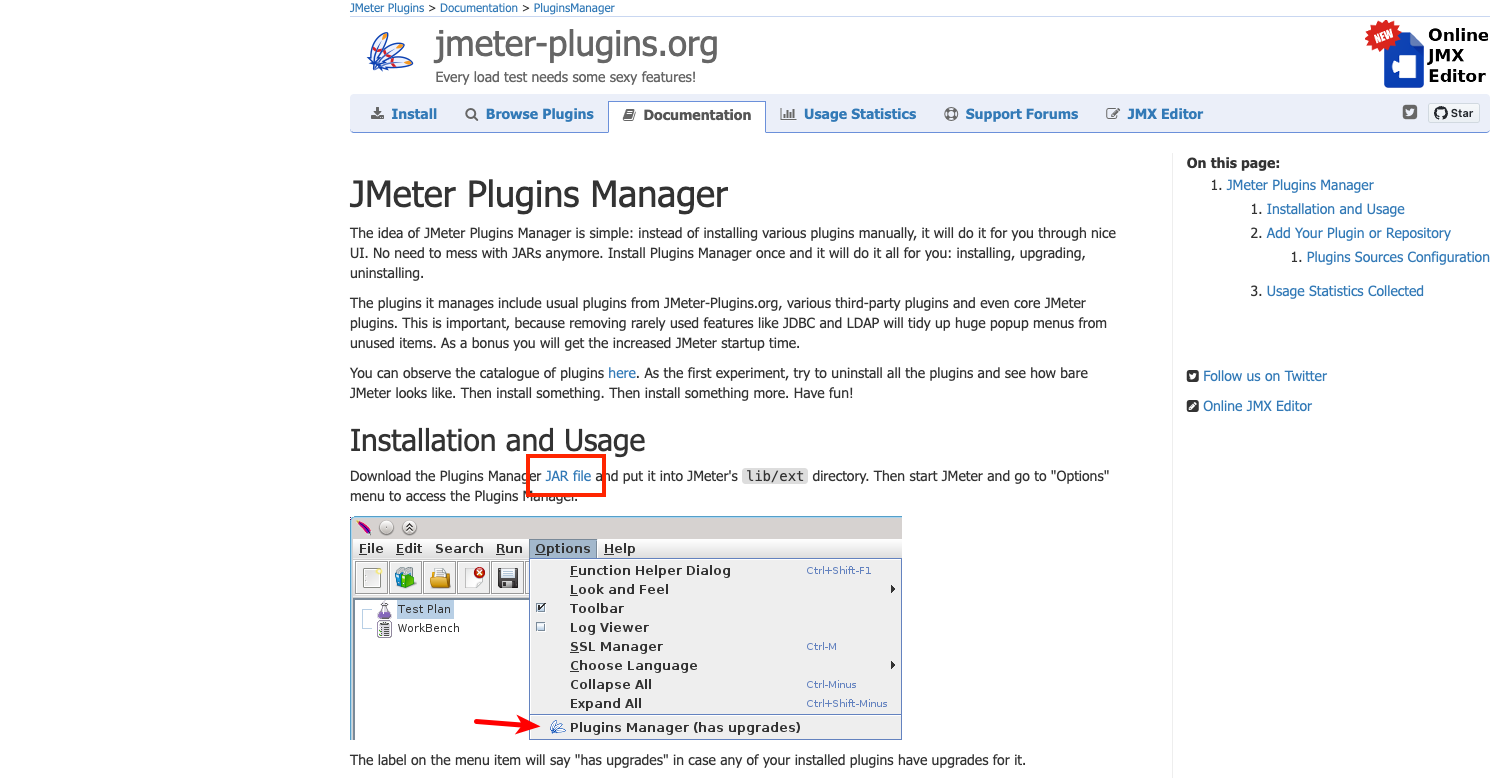 JMeter Plugins > Documentation > PluginsManager
jmeter-plugins.org
Every load test needs some sexy features!
NEW
Online
JMX
Editor
Install
Browse Plugins
Documentation
Usage Statistics
Support Forums
JMX Editor
Star
JMeter Plugins Manager
The idea of JMeter Plugins Manager is simple: instead of installing various plugins manually, it will do it for you through nice
UI. No need to mess with JARs anymore. Install Plugins Manager once and it will do it all for you: installing, upgrading,
uninstalling.
The plugins it manages include usual plugins from JMeter-Plugins.org, various third-party plugins and even core JMeter
plugins. This is important, because removing rarely used features like JDBC and LDAP will tidy up huge popup menus from
unused items. As a bonus you will get the increased JMeter startup time.
You can observe the catalogue of plugins here. As the first experiment, try to uninstall all the plugins and see how bare
JMeter looks like. Then install something. Then install something more. Have fun!
Installation and Usage
Download the Plugins Manager JAR file and put it into JMeter's lib/ext directory. Then start JMeter and go to "Options"
menu to access the Plugins Manager.
File Edit Search Run Options Help
Function Helper Dialog Ctrl+Shift-F1
Look and Feel
Toolbar
Log Viewer
SSL Manager Ctrl-M
Choose Language
Collapse All Ctrl-Minus
Expand All Ctrl+Shift-Minus
Plugins Manager (has upgrades)
Test Plan
WorkBench
The label on the menu item will say "has upgrades" in case any of your installed plugins have upgrades for it.
On this page:
1. JMeter Plugins Manager
1. Installation and Usage
2. Add Your Plugin or Repository
1. Plugins Sources Configuration
3. Usage Statistics Collected
Follow us on Twitter
Online JMX Editor